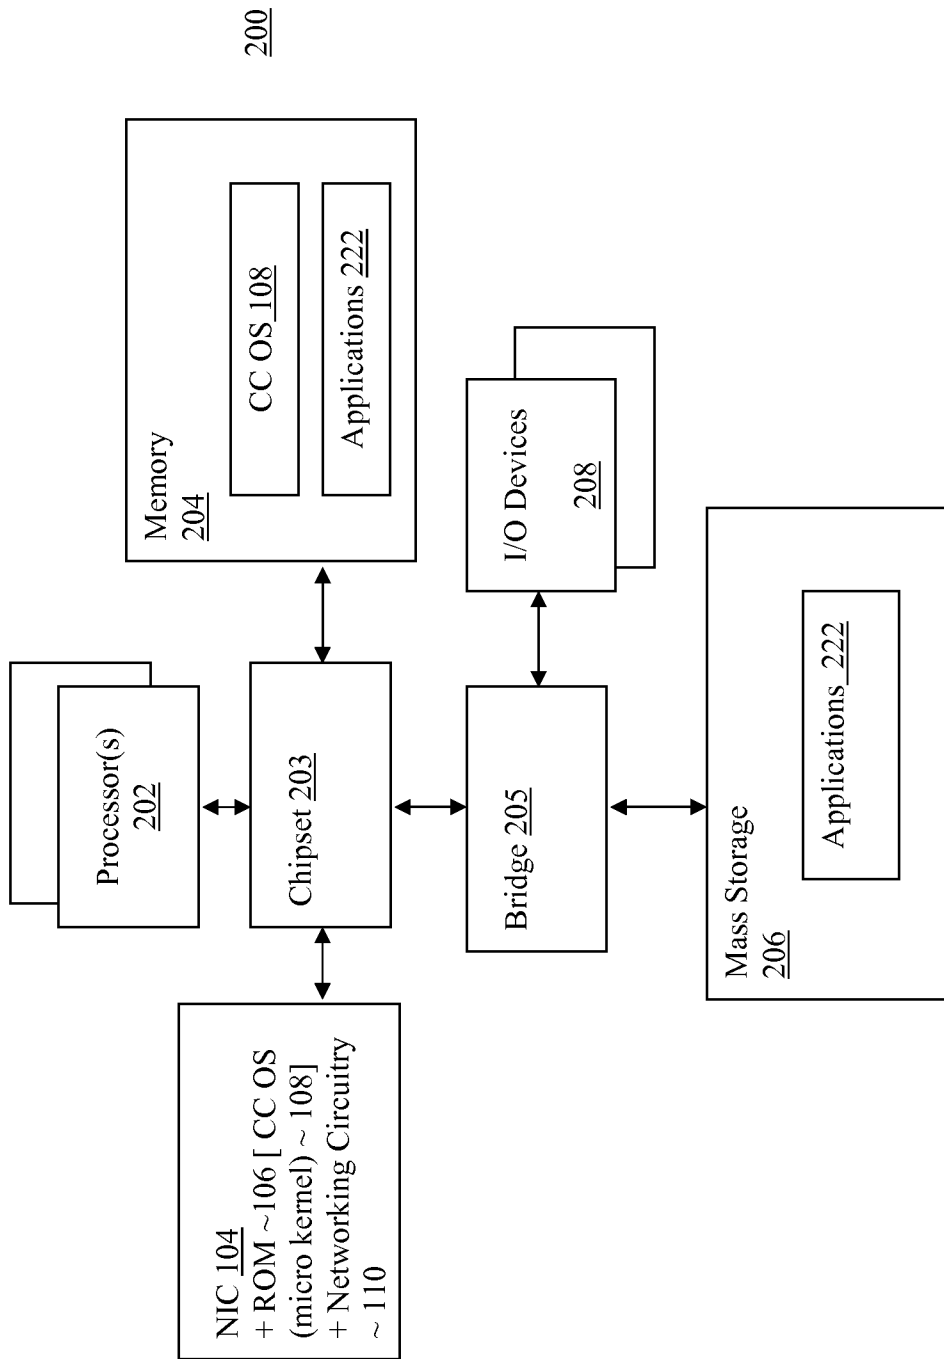 200
NIC 104
+ ROM ~106 [ CC OS
(micro kernel) ~ 108]
+ Networking Circuitry
~ 110
Processor(s)
202
Chipset 203
Memory
204
CC OS 108
Applications 222
Bridge 205
I/O Devices
208
Mass Storage
206
Applications 222